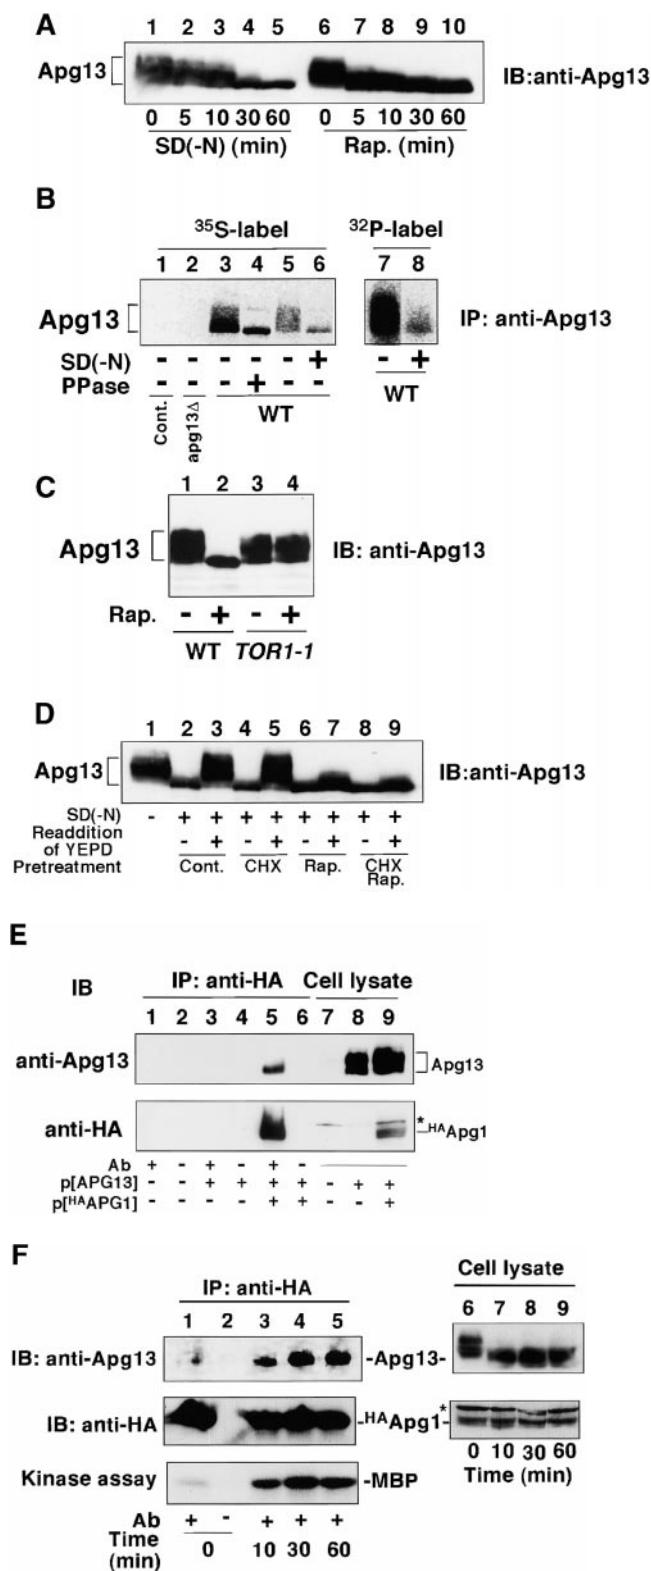 A
1 2 3 4 5 6 7 8 9 10
Apg13
IB:anti-Apg13
0 5 10 30 60 0 5 10 30 60
SD(-N) (min) Rap. (min)
B
35S-label 32P-label
1 2 3 4 5 6 7 8
Apg13
IP: anti-Apg13
SD(-N) - - - - - + - +
PPase - - - + - -
Cont. apg13Δ WT WT
C
1 2 3 4
Apg13
IB: anti-Apg13
Rap. - + - +
WT TOR1-1
D
1 2 3 4 5 6 7 8 9
Apg13
IB:anti-Apg13
SD(-N) - + + + + + + + +
Readdition
of YEPD - + - + - + - +
Pretreatment Cont. CHX Rap. CHX
Rap.
E
IP: anti-HA Cell lysate
IB
1 2 3 4 5 6 7 8 9
anti-Apg13
Apg13
anti-HA
*
HAApg1
Ab + - + - + -
p[APG13] - - + + + + - + +
p[HAAPG1] - - - - + + - - +
F
Cell lysate
IP: anti-HA
1 2 3 4 5 6 7 8 9
IB: anti-Apg13 -Apg13-
IB: anti-HA -HAApg1- *
Kinase assay -MBP
0 10 30 60
Time (min)
Ab + - + + +
Time
(min) 0 10 30 60